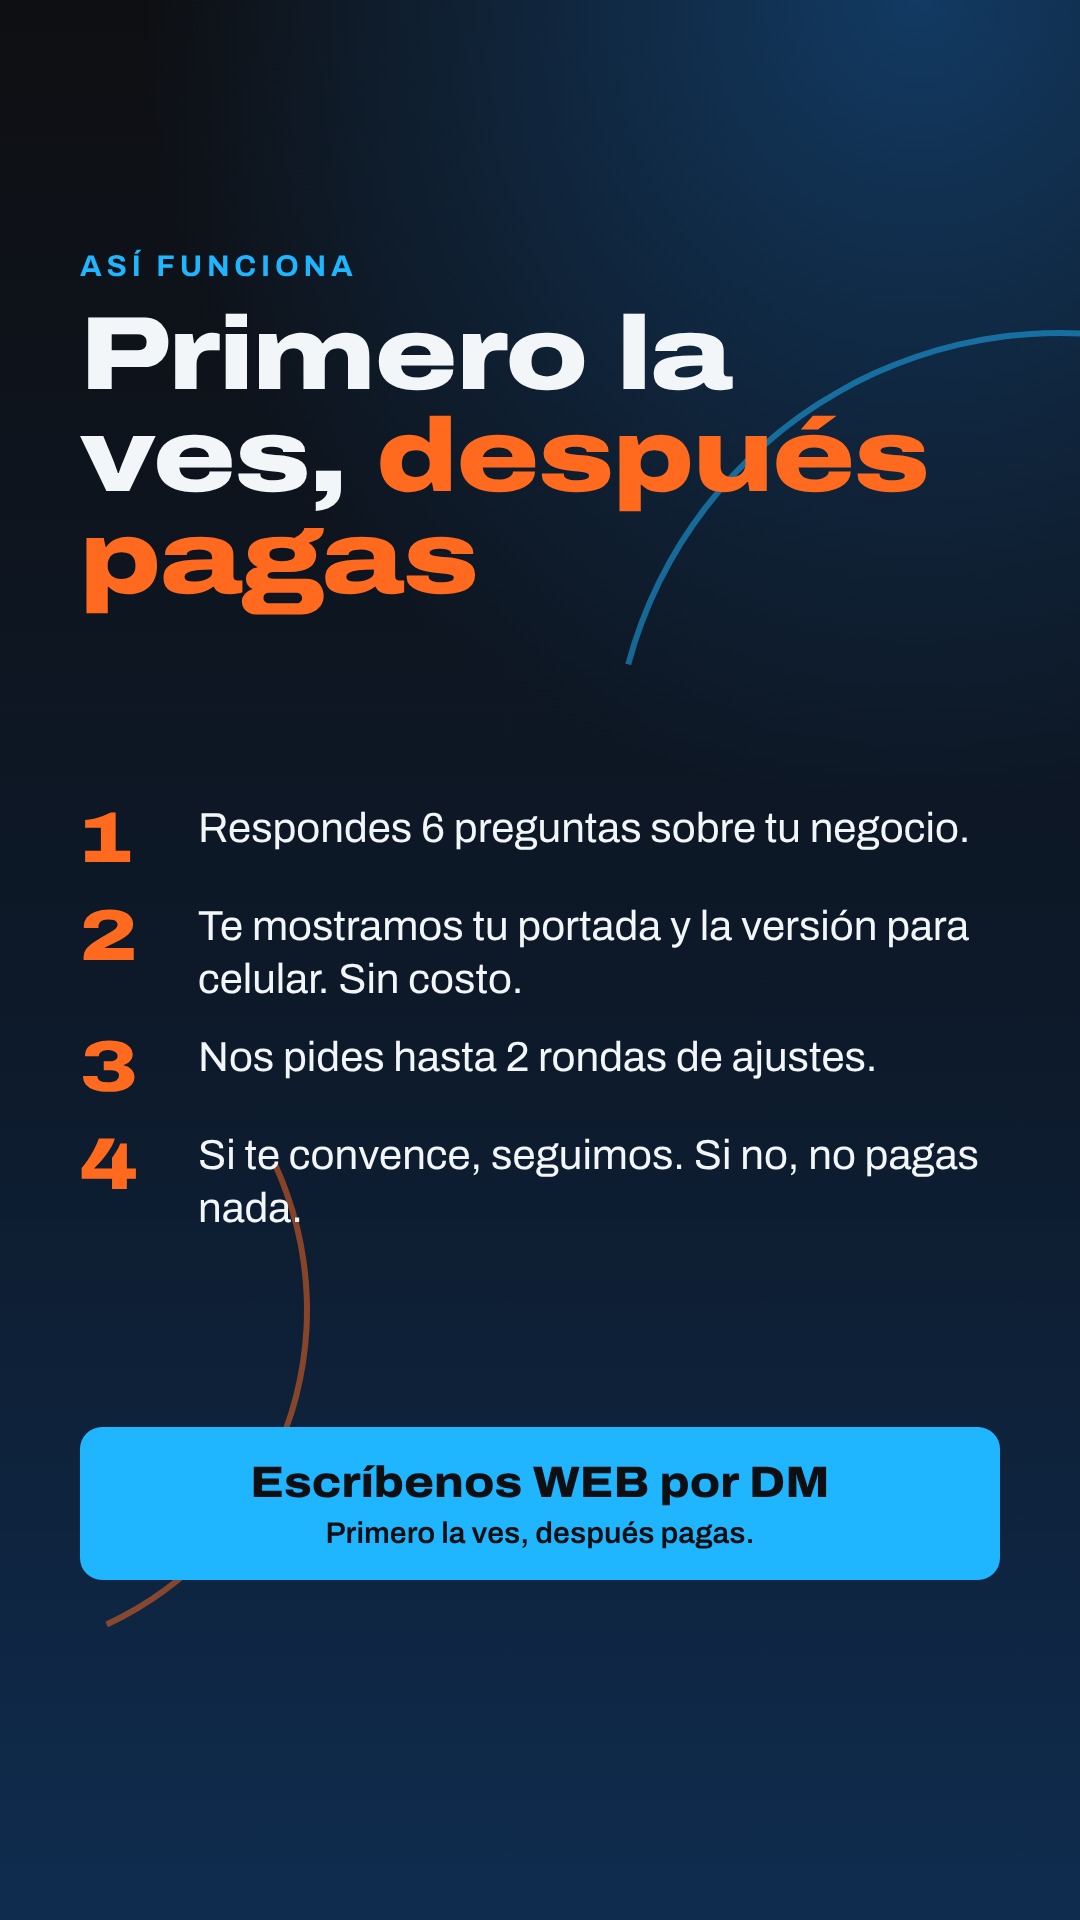 ASÍ FUNCIONA
Primero la
ves, después
pagas
1 Respondes 6 preguntas sobre tu negocio.
2 Te mostramos tu portada y la versión para
celular. Sin costo.
3 Nos pides hasta 2 rondas de ajustes.
4 Si te convence, seguimos. Si no, no pagas
nada.
Escríbenos WEB por DM
Primero la ves, después pagas.